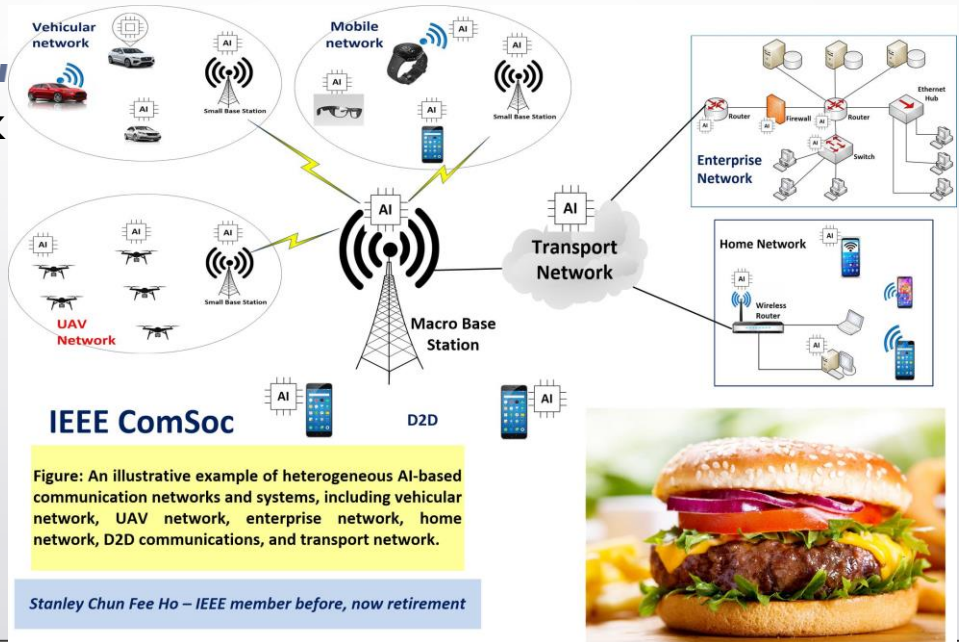 Vehicular
network
AI
Small Base Station
AI
Mobile
network
AI
AI
Small Base Station
AI
AI
Router
AI
Firewall
AI
Router
AI
Ethernet
Hub
Switch
AI
Enterprise
Network
AI
AI
AI
Small Base Station
UAV
Network
AI
Macro Base
Station
AI
Transport
Network
Home Network
AI
Wireless
Router
AI
AI
IEEE ComSoc
AI
D2D
AI
Figure: An illustrative example of heterogeneous AI-based
communication networks and systems, including vehicular
network, UAV network, enterprise network, home
network, D2D communications, and transport network.
Stanley Chun Fee Ho – IEEE member before, now retirement